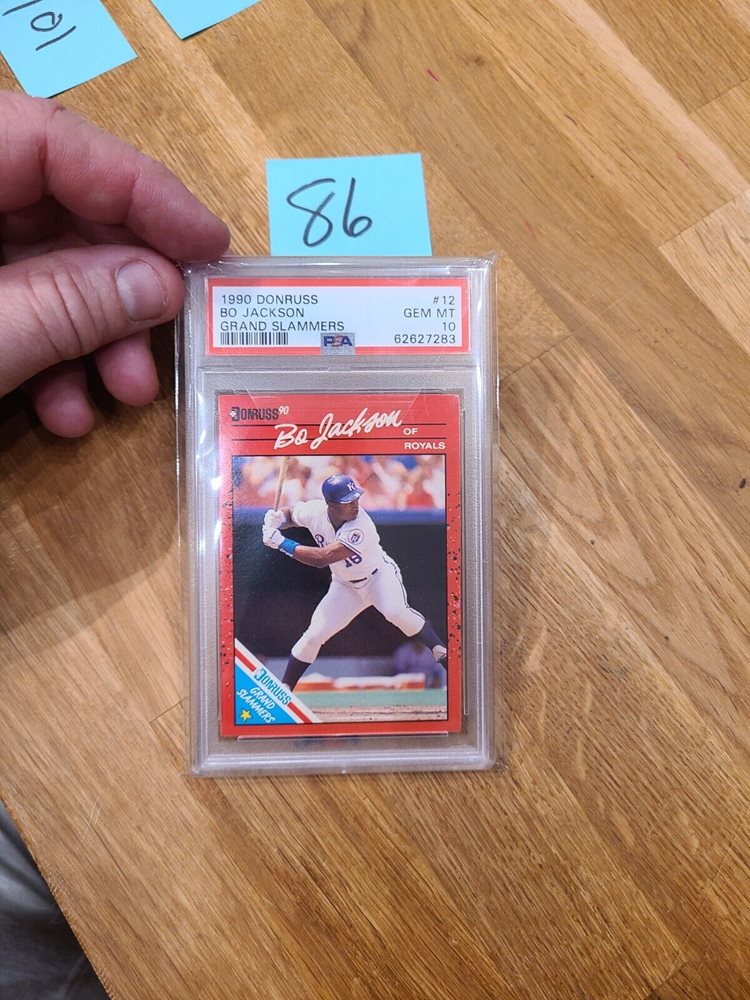 101
86
1990 DONRUSS #12
BO JACKSON GEM MT
GRAND SLAMMERS 10
PSA 62627283
DONRUSS 90
Bo Jackson OF
ROYALS
R
16
DONRUSS
GRAND
SLAMMERS